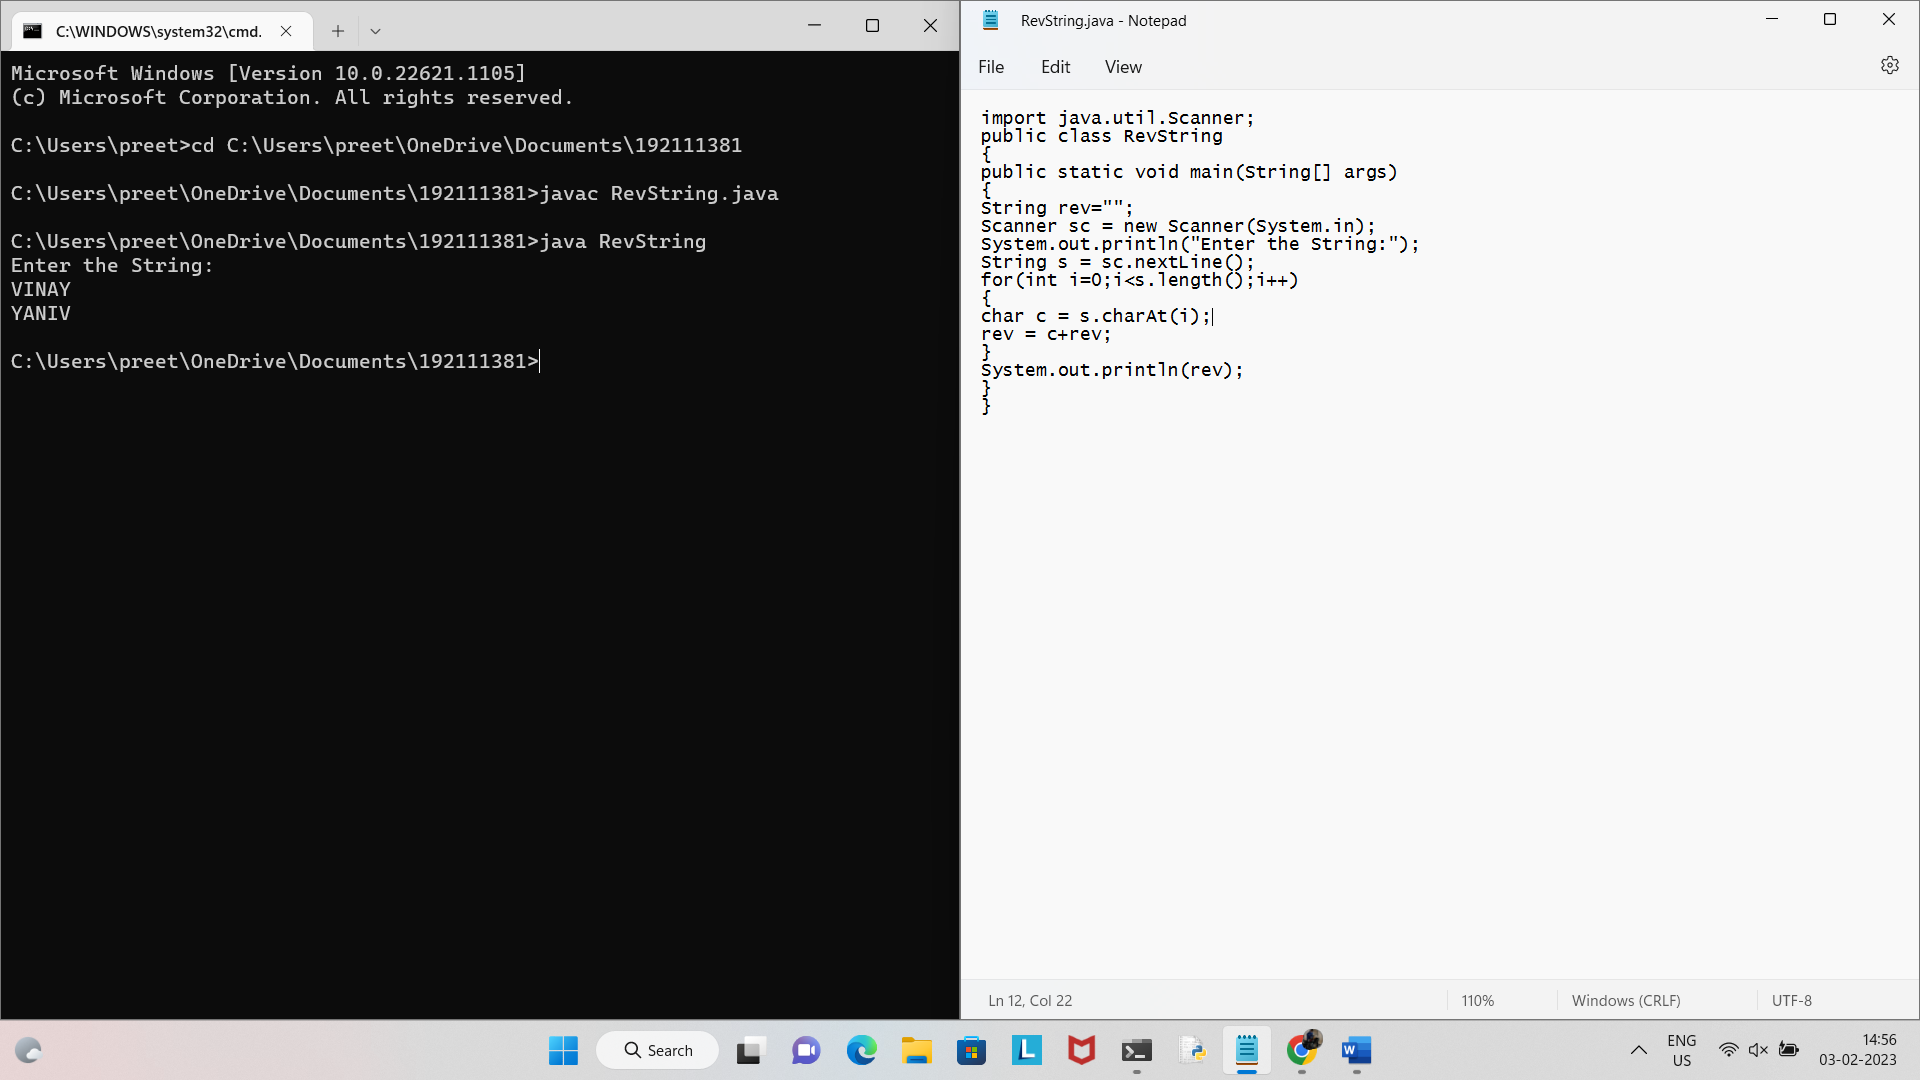 C:\WINDOWS\system32\cmd.
Microsoft Windows [Version 10.0.22621.1105]
(c) Microsoft Corporation. All rights reserved.
C:\Users\preet>cd C:\Users\preet\OneDrive\Documents\192111381
C:\Users\preet\OneDrive\Documents\192111381>javac RevString.java
C:\Users\preet\OneDrive\Documents\192111381>java RevString
Enter the String:
VINAY
YANIV
C:\Users\preet\OneDrive\Documents\192111381>
RevString.java - Notepad
File Edit View
import java.util.Scanner;
public class RevString
{
public static void main(String[] args)
{
String rev="";
Scanner sc = new Scanner(System.in);
System.out.println("Enter the String:");
String s = sc.nextLine();
for(int i=0;i<s.length();i++)
{
char c = s.charAt(i);
rev = c+rev;
}
System.out.println(rev);
}
}
Ln 12, Col 22 110% Windows (CRLF) UTF-8
Search
L
W
ENG
US
14:56
03-02-2023